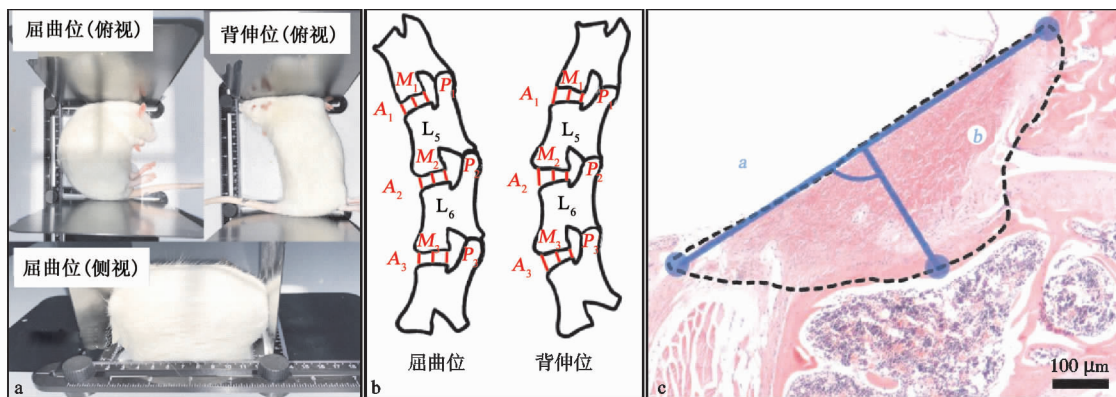 屈曲位(俯视)
背伸位(俯视)
屈曲位(侧视)
a
M₁
P₁
A₁
L₅
M₂
P₂
A₂
L₆
M₃
P₃
A₃
屈曲位
M₁
P₁
A₁
L₅
M₂
P₂
A₂
L₆
M₃
P₃
A₃
背伸位
b
a
b
100 μm
c